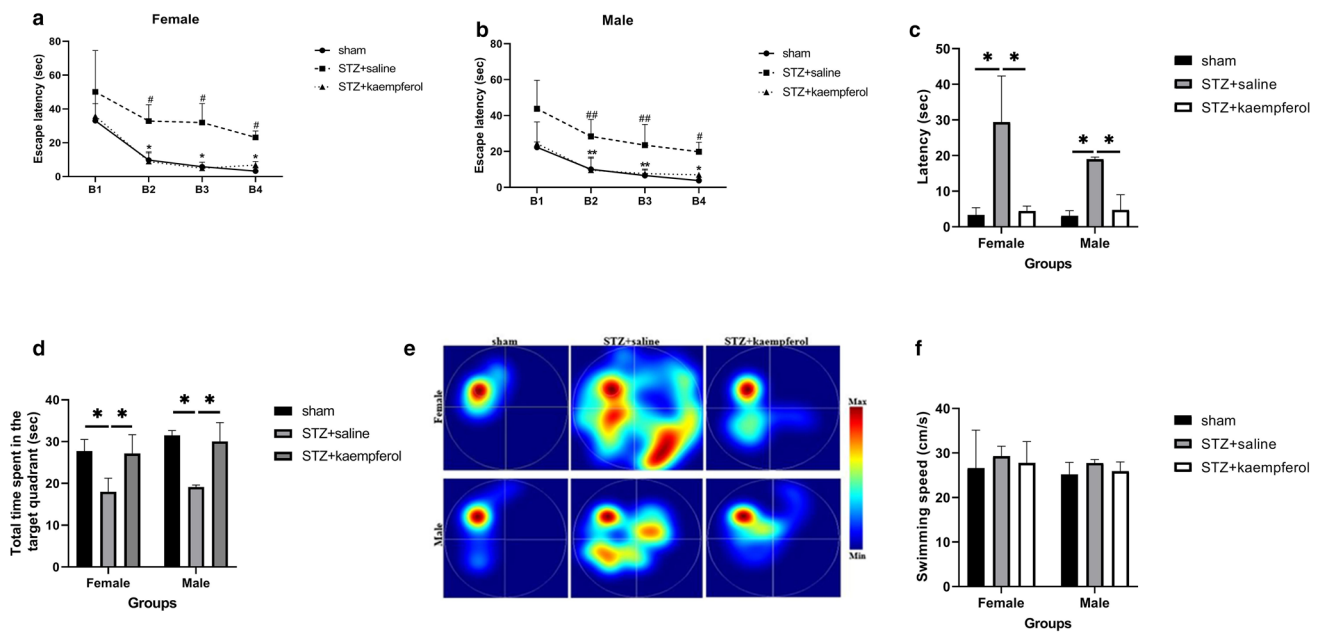 a
Female
Escape latency (sec)
80
60
40
20
0
#
#
#
*
*
*
B1
B2
B3
B4
sham
STZ+saline
STZ+kaempferol
b
Male
Escape latency (sec)
80
60
40
20
0
##
##
#
**
**
*
B1
B2
B3
B4
sham
STZ+saline
STZ+kaempferol
c
Latency (sec)
50
40
30
20
10
0
* *
* *
Female
Male
Groups
sham
STZ+saline
STZ+kaempferol
d
Total time spent in the
target quadrant (sec)
40
30
20
10
0
* *
* *
Female
Male
Groups
sham
STZ+saline
STZ+kaempferol
e
sham
STZ+saline
STZ+kaempferol
Female
Male
Max
Min
f
Swimming speed (cm/s)
40
30
20
10
0
Female
Male
Groups
sham
STZ+saline
STZ+kaempferol